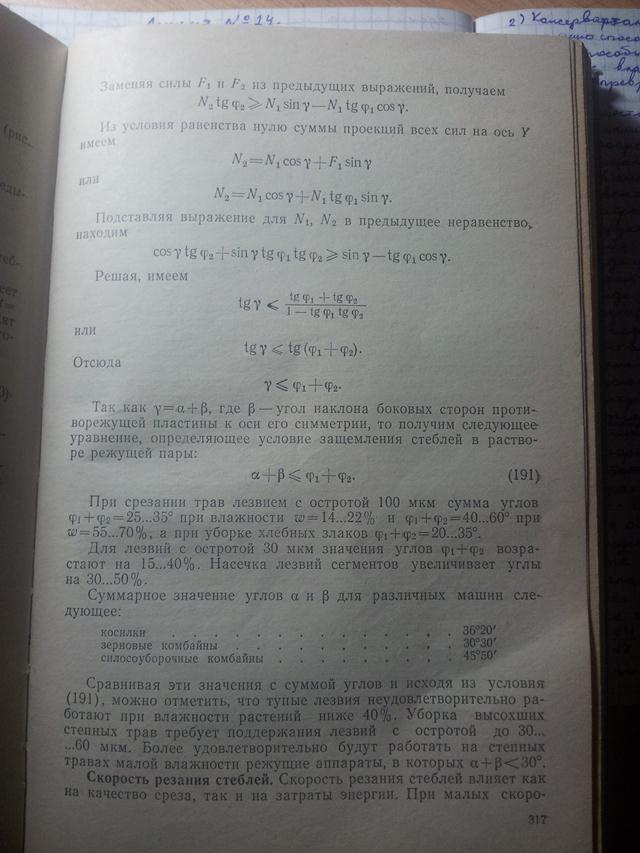 Лекция №14.
2) Консервирован
Заменяя силы F₁ и F₂ из предыдущих выражений, получаем
N₂ tg φ₂ ⩾ N₁ sin γ — N₁ tg φ₁ cos γ.
Из условия равенства нулю суммы проекций всех сил на ось Y
имеем
N₂ = N₁ cos γ + F₁ sin γ
или
N₂ = N₁ cos γ + N₁ tg φ₁ sin γ.
Подставляя выражение для N₁, N₂ в предыдущее неравенство,
находим
cos γ tg φ₂ + sin γ tg φ₁ tg φ₂ ⩾ sin γ — tg φ₁ cos γ.
Решая, имеем
tg γ ⩽ (tg φ₁ + tg φ₂) / (1 — tg φ₁ tg φ₂)
или
tg γ ⩽ tg (φ₁ + φ₂).
Отсюда
γ ⩽ φ₁ + φ₂.
Так как γ = α + β, где β — угол наклона боковых сторон проти-
ворежущей пластины к оси его симметрии, то получим следующее
уравнение, определяющее условие защемления стеблей в раство-
ре режущей пары:
α + β ⩽ φ₁ + φ₂. (191)
При срезании трав лезвием с остротой 100 мкм сумма углов
φ₁ + φ₂ = 25...35° при влажности w = 14...22% и φ₁ + φ₂ = 40...60° при
w = 55...70%, а при уборке хлебных злаков φ₁ + φ₂ = 20...35°.
Для лезвий с остротой 30 мкм значения углов φ₁ + φ₂ возра-
стают на 15...40%. Насечка лезвий сегментов увеличивает углы
на 30...50%.
Суммарное значение углов α и β для различных машин сле-
дующее:
косилки . . . . . . . . . . . 36°20′
зерновые комбайны . . . . . . . . 30°30′
силосоуборочные комбайны . . . . . . . 45°50′
Сравнивая эти значения с суммой углов и исходя из условия
(191), можно отметить, что тупые лезвия неудовлетворительно ра-
ботают при влажности растений ниже 40%. Уборка высохших
степных трав требует поддержания лезвий с остротой до 30...
...60 мкм. Более удовлетворительно будут работать на степных
травах малой влажности режущие аппараты, в которых α + β < 30°.
Скорость резания стеблей. Скорость резания стеблей влияет как
на качество среза, так и на затраты энергии. При малых скоро-
317